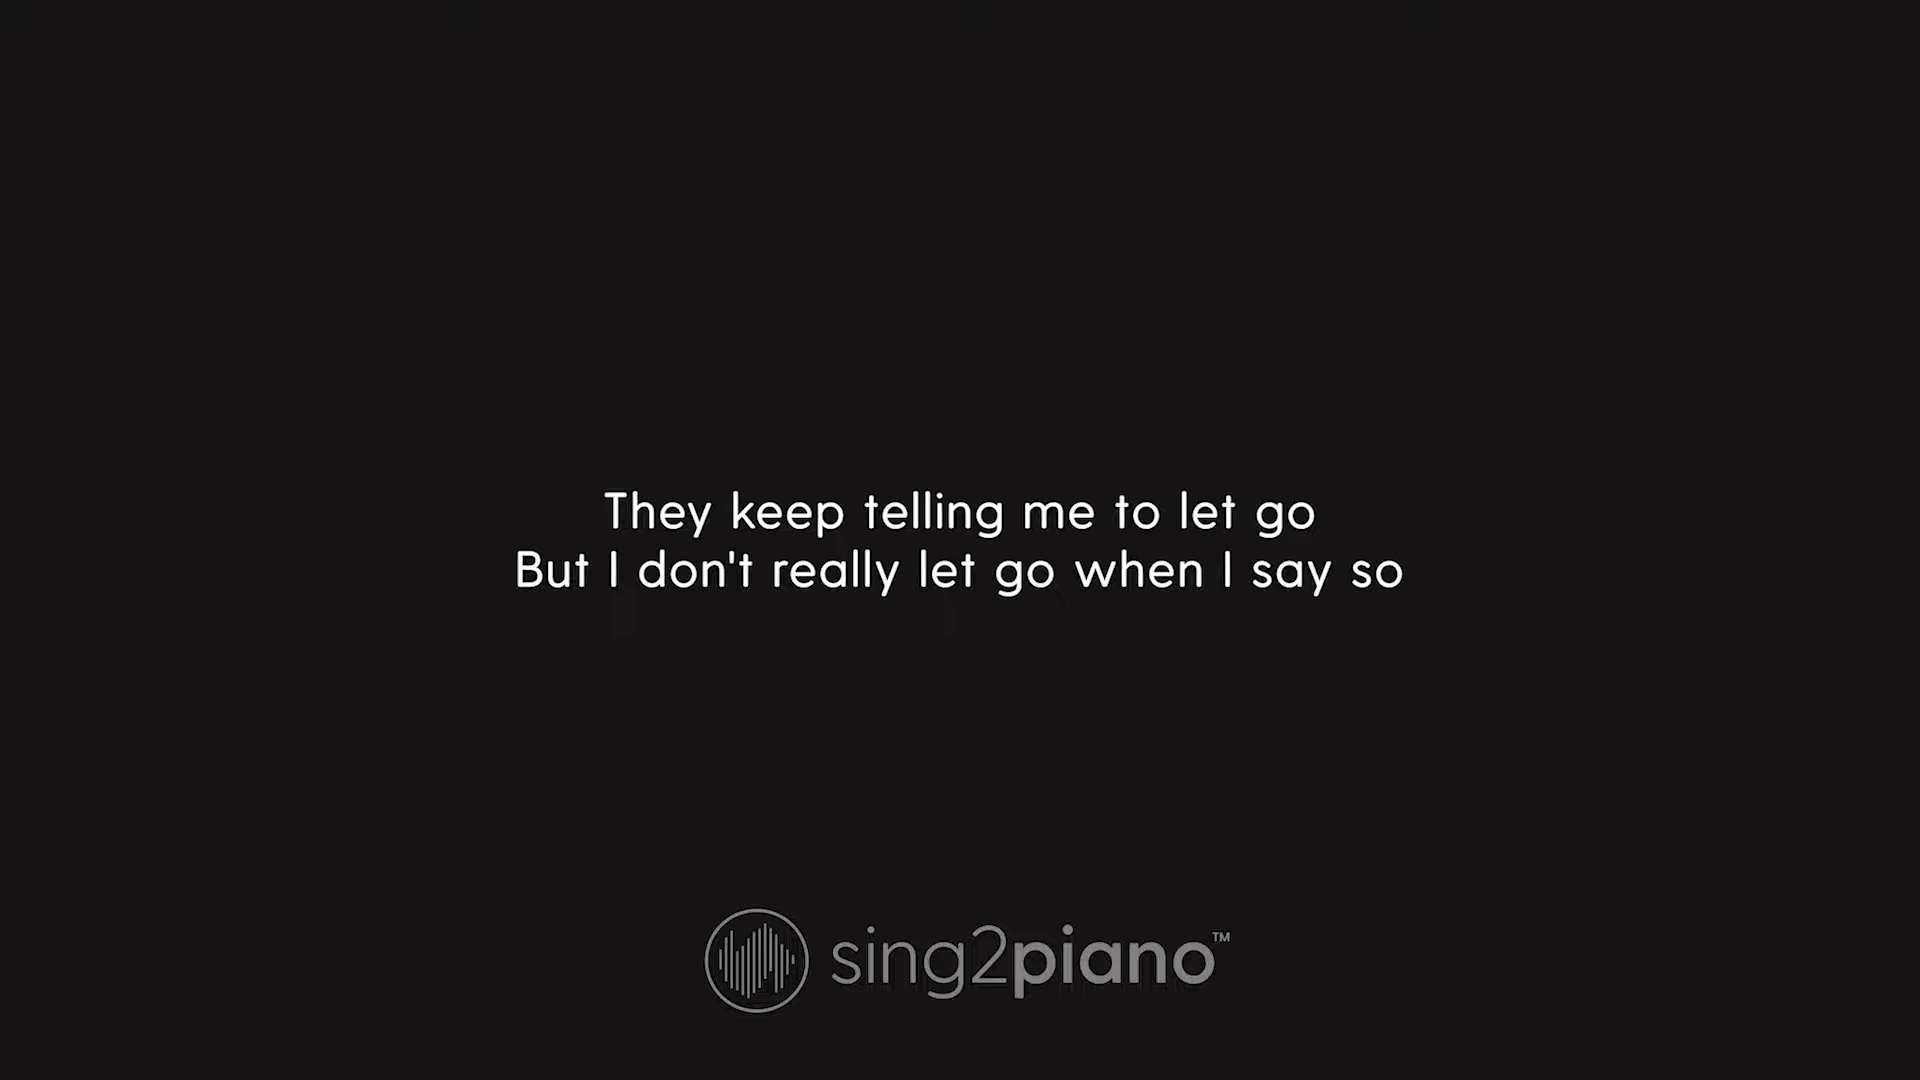 They keep telling me to let go
But I don't really let go when I say so
sing2piano™